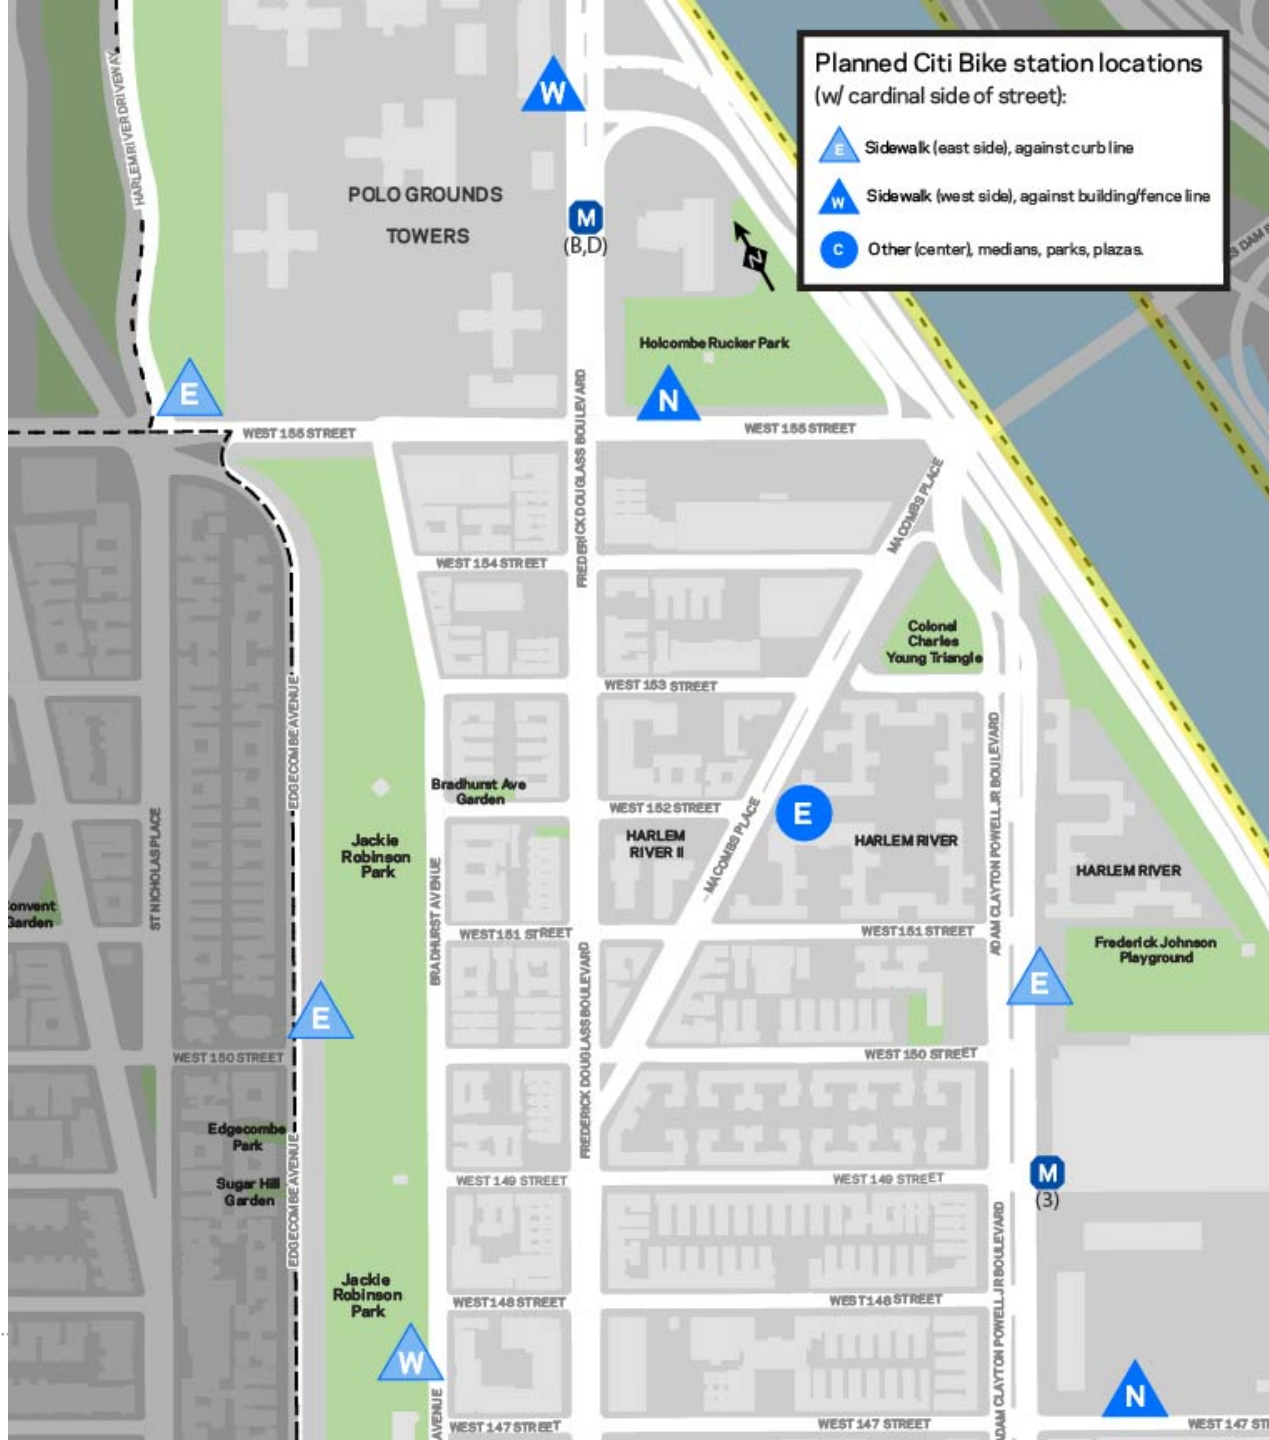 Planned Citi Bike station locations
(w/ cardinal side of street):
E
Sidewalk (east side), against curb line
W
Sidewalk (west side), against building/fence line
C
Other (center), medians, parks, plazas.
HARLEM RIVER DRIVEWAY
W
POLO GROUNDS
TOWERS
M
(B,D)
N
Holcombe Rucker Park
E
N
WEST 155 STREET
WEST 155 STREET
FREDERICK DOUGLASS BOULEVARD
MACOMBS PLACE
WEST 154 STREET
Colonel
Charles
Young Triangle
WEST 153 STREET
EDGECOMBE AVENUE
ADAM CLAYTON POWELL JR BOULEVARD
Bradhurst Ave
Garden
WEST 152 STREET
E
MACOMBS PLACE
HARLEM
RIVER II
HARLEM RIVER
HARLEM RIVER
Jackie
Robinson
Park
ST NICHOLAS PLACE
BRADHURST AVENUE
onvent
Garden
WEST 151 STREET
WEST 151 STREET
Frederick Johnson
Playground
FREDERICK DOUGLASS BOULEVARD
E
E
WEST 150 STREET
WEST 150 STREET
Edgecombe
Park
EDGECOMBE AVENUE
Sugar Hill
Garden
WEST 149 STREET
WEST 149 STREET
M
(3)
ADAM CLAYTON POWELL JR BOULEVARD
Jackie
Robinson
Park
WEST 148 STREET
WEST 148 STREET
W
N
AVENUE
WEST 147 STREET
WEST 147 STREET
WEST 147 ST